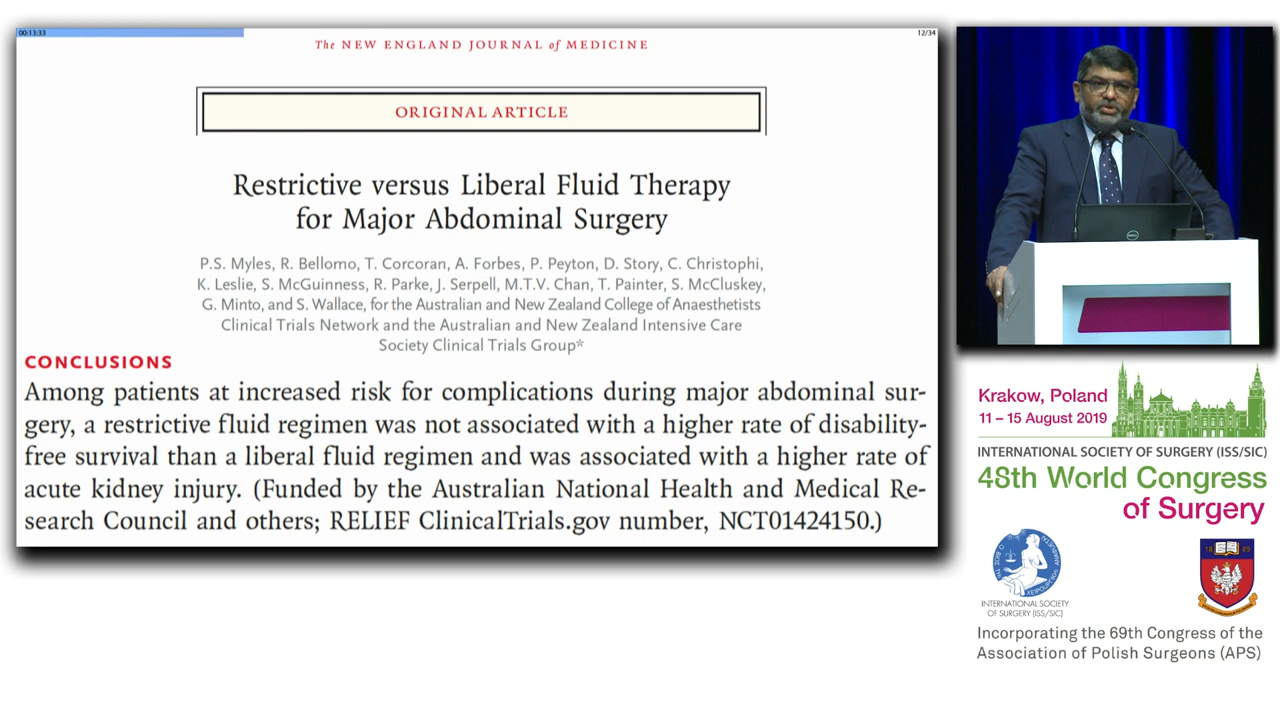 00:13:33
12/34
The NEW ENGLAND JOURNAL of MEDICINE
ORIGINAL ARTICLE
Restrictive versus Liberal Fluid Therapy
for Major Abdominal Surgery
P.S. Myles, R. Bellomo, T. Corcoran, A. Forbes, P. Peyton, D. Story, C. Christophi,
K. Leslie, S. McGuinness, R. Parke, J. Serpell, M.T.V. Chan, T. Painter, S. McCluskey,
G. Minto, and S. Wallace, for the Australian and New Zealand College of Anaesthetists
Clinical Trials Network and the Australian and New Zealand Intensive Care
Society Clinical Trials Group*
CONCLUSIONS
Among patients at increased risk for complications during major abdominal sur-
gery, a restrictive fluid regimen was not associated with a higher rate of disability-
free survival than a liberal fluid regimen and was associated with a higher rate of
acute kidney injury. (Funded by the Australian National Health and Medical Re-
search Council and others; RELIEF ClinicalTrials.gov number, NCT01424150.)
DELL
Krakow, Poland
11 – 15 August 2019
INTERNATIONAL SOCIETY OF SURGERY (ISS/SIC)
48th World Congress
of Surgery
INTERNATIONAL SOCIETY
OF SURGERY (ISS/SIC)
Incorporating the 69th Congress of the
Association of Polish Surgeons (APS)